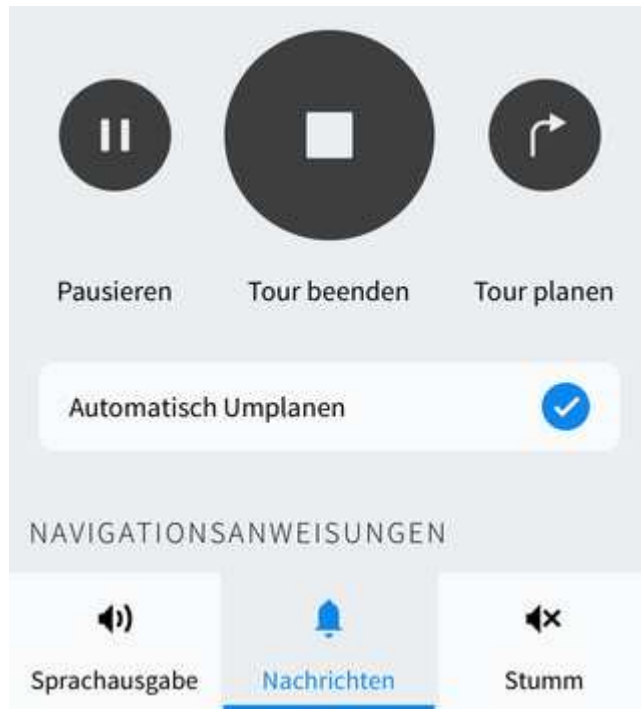 Pausieren Tour beenden Tour planen
Automatisch Umplanen
NAVIGATIONSANWEISUNGEN
Sprachausgabe Nachrichten Stumm